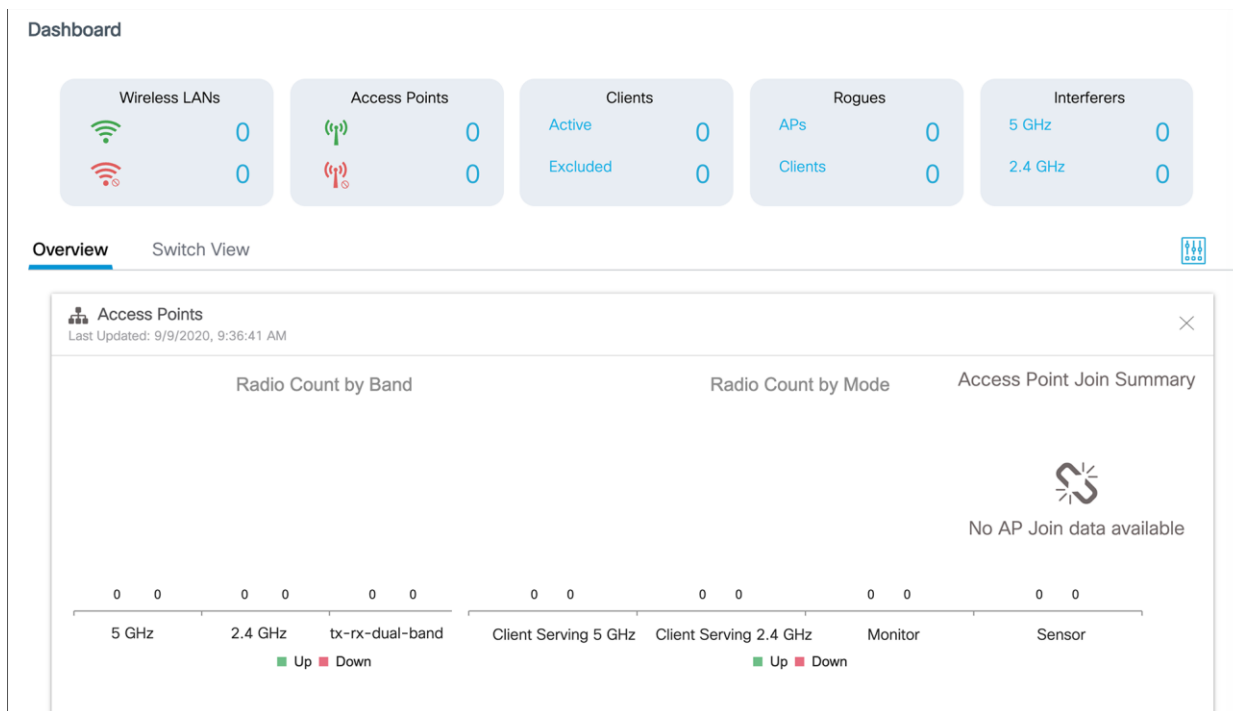 Dashboard
Wireless LANs
0
0
Access Points
0
0
Clients
Active 0
Excluded 0
Rogues
APs 0
Clients 0
Interferers
5 GHz 0
2.4 GHz 0
Overview Switch View
Access Points
Last Updated: 9/9/2020, 9:36:41 AM
Radio Count by Band
0 0 0 0 0 0
5 GHz 2.4 GHz tx-rx-dual-band
Up Down
Radio Count by Mode
0 0 0 0 0 0 0 0
Client Serving 5 GHz Client Serving 2.4 GHz Monitor Sensor
Up Down
Access Point Join Summary
No AP Join data available